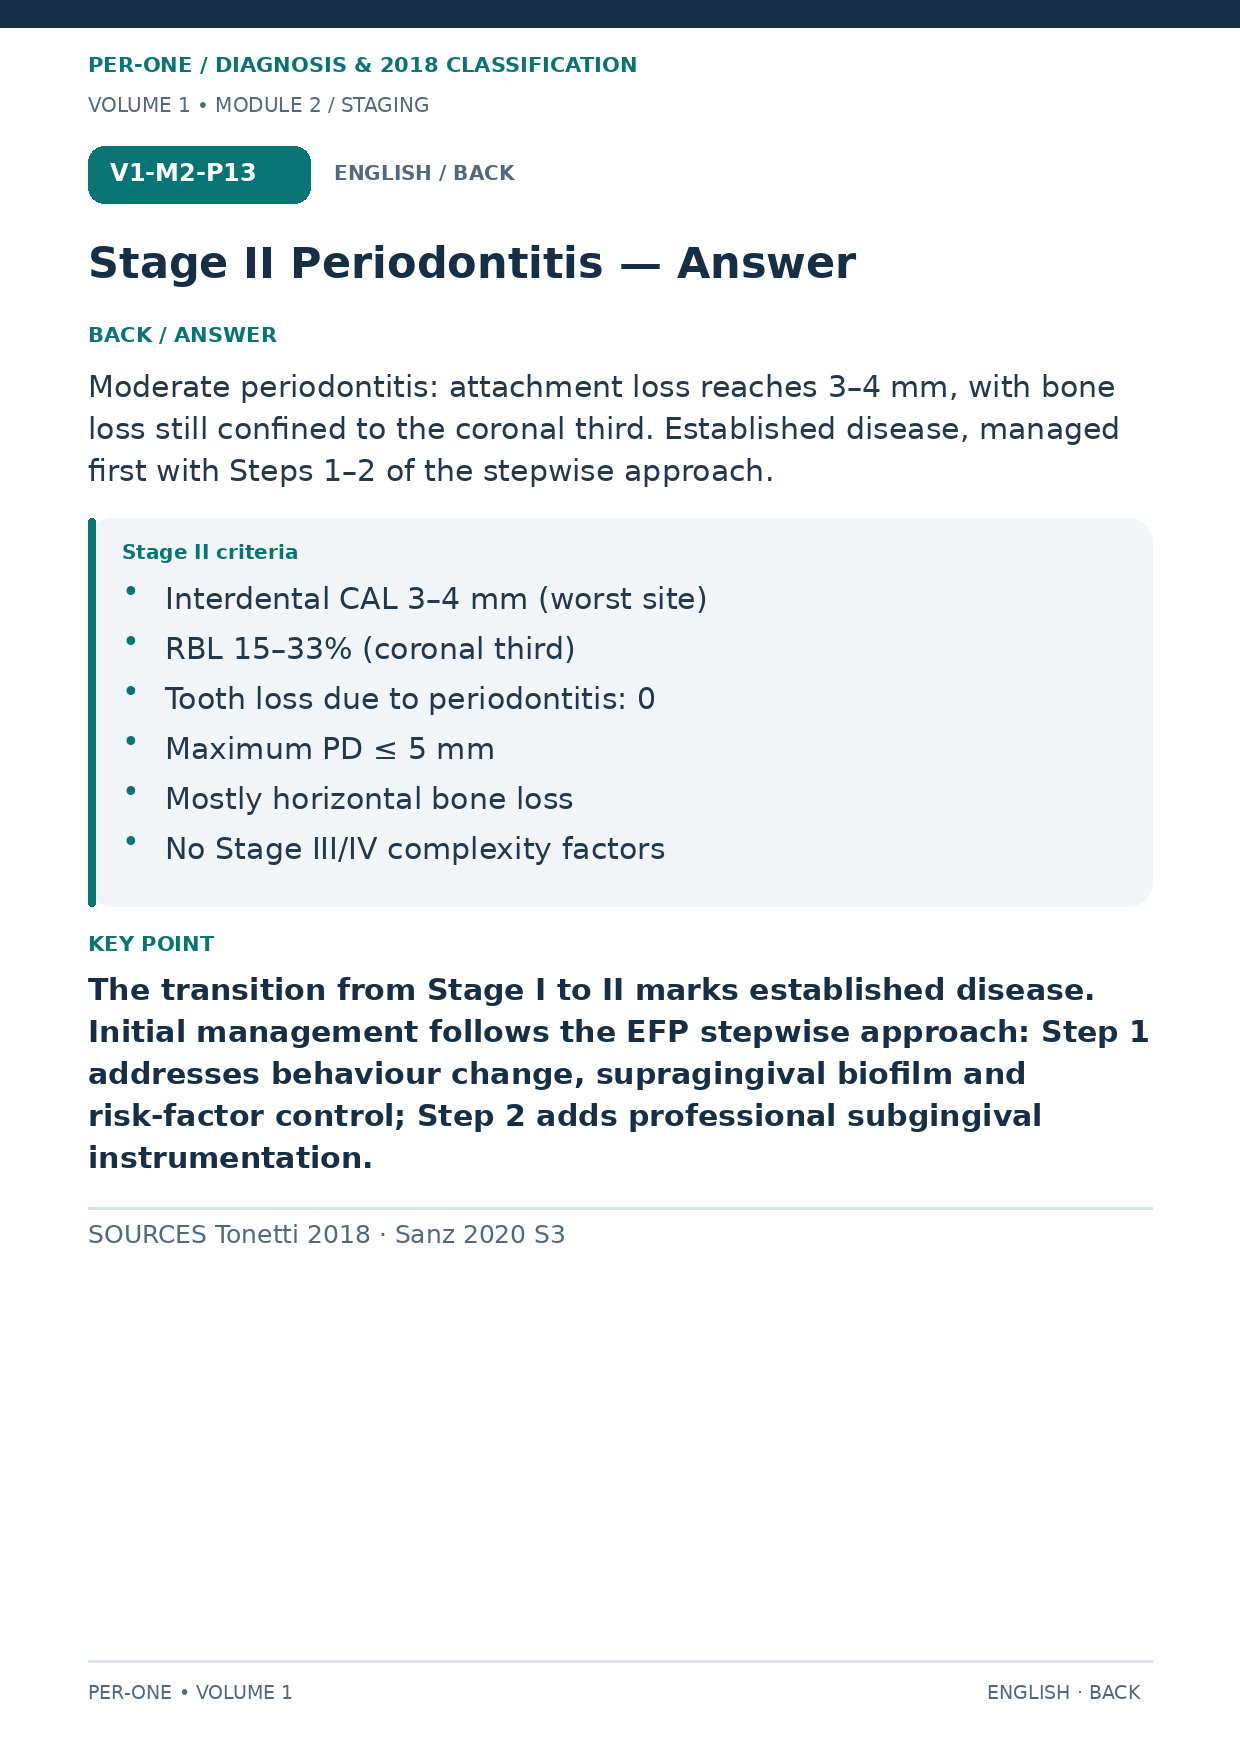 PER-ONE / DIAGNOSIS & 2018 CLASSIFICATION
VOLUME 1 • MODULE 2 / STAGING
V1-M2-P13
ENGLISH / BACK
Stage II Periodontitis — Answer
BACK / ANSWER
Moderate periodontitis: attachment loss reaches 3–4 mm, with bone
loss still confined to the coronal third. Established disease, managed
first with Steps 1–2 of the stepwise approach.
Stage II criteria
• Interdental CAL 3–4 mm (worst site)
• RBL 15–33% (coronal third)
• Tooth loss due to periodontitis: 0
• Maximum PD ≤ 5 mm
• Mostly horizontal bone loss
• No Stage III/IV complexity factors
KEY POINT
The transition from Stage I to II marks established disease.
Initial management follows the EFP stepwise approach: Step 1
addresses behaviour change, supragingival biofilm and
risk-factor control; Step 2 adds professional subgingival
instrumentation.
SOURCES Tonetti 2018 · Sanz 2020 S3
PER-ONE • VOLUME 1
ENGLISH · BACK